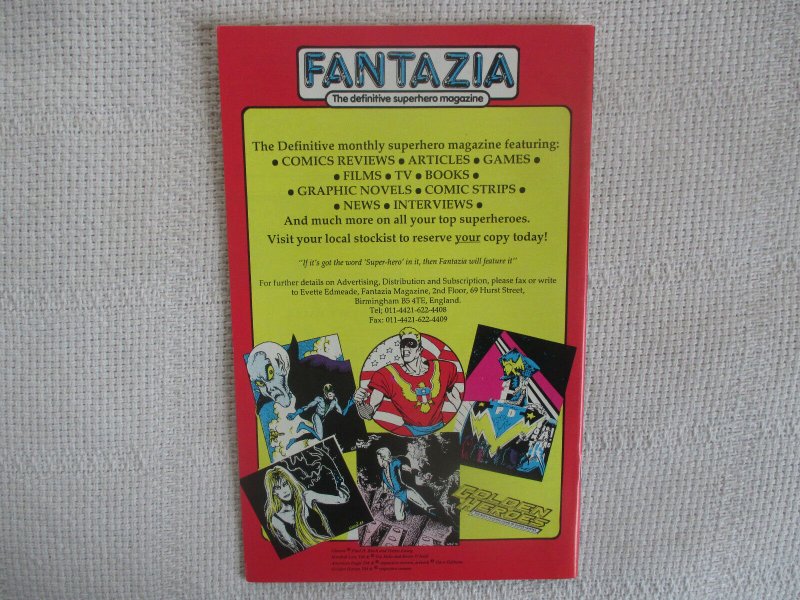 FANTAZIA
The definitive superhero magazine
The Definitive monthly superhero magazine featuring:
● COMICS REVIEWS ● ARTICLES ● GAMES ●
● FILMS ● TV ● BOOKS ●
● GRAPHIC NOVELS ● COMIC STRIPS ●
● NEWS ● INTERVIEWS ●
And much more on all your top superheroes.
Visit your local stockist to reserve your copy today!
"If it's got the word 'Super-hero' in it, then Fantazia will feature it"
For further details on Advertising, Distribution and Subscription, please fax or write
to Evette Edmeade, Fantazia Magazine, 2nd Floor, 69 Hurst Street,
Birmingham B5 4TE, England.
Tel; 011-4421-622-4408
Fax: 011-4421-622-4409
P D
GOLDEN
HEROES